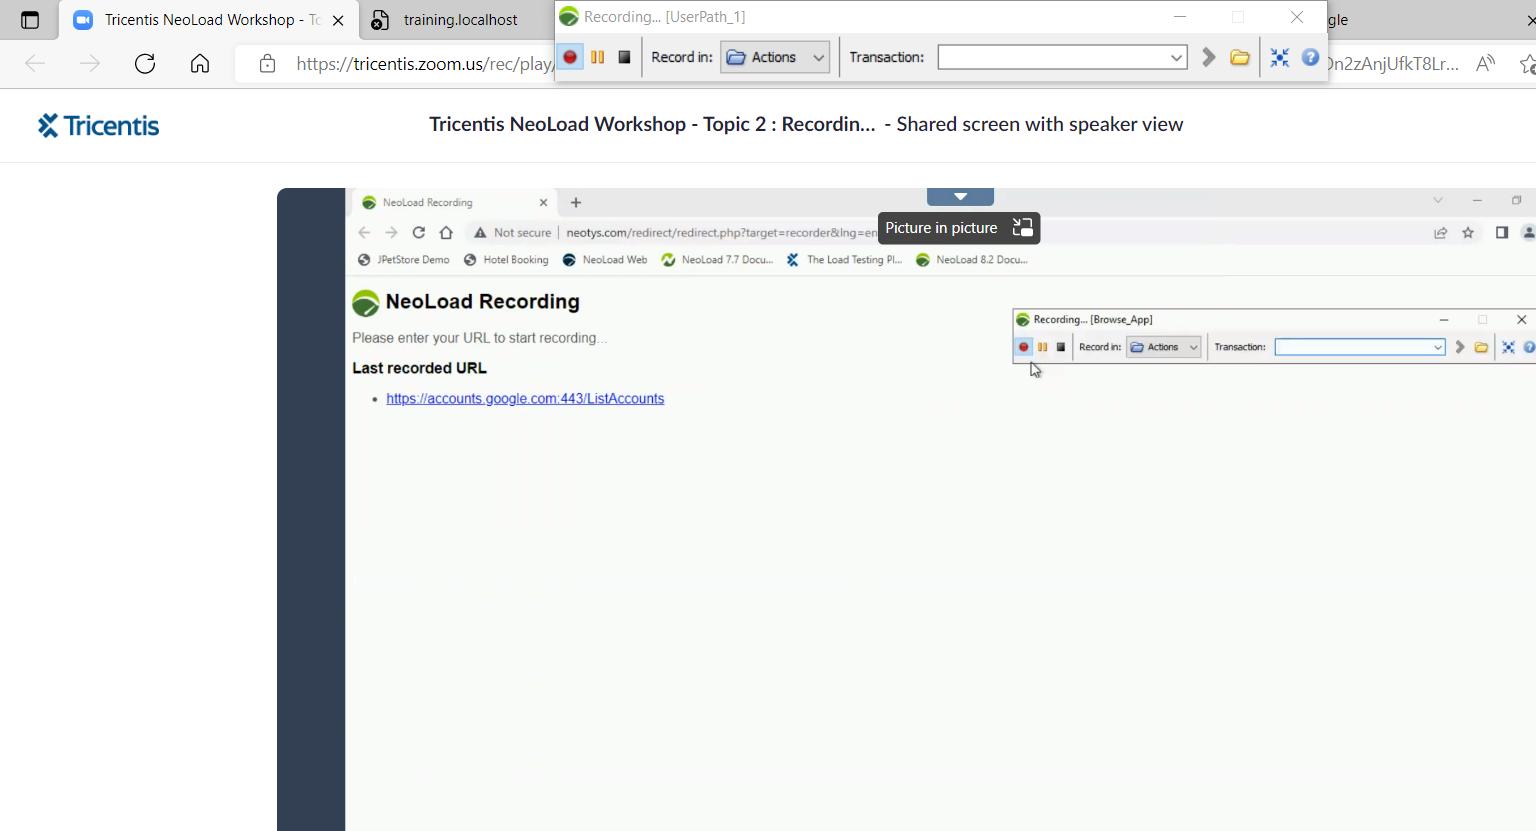 Tricentis NeoLoad Workshop - To
training.localhost
Recording... [UserPath_1]
gle
https://tricentis.zoom.us/rec/play/
Record in:
Actions
Transaction:
On2zAnjUfkT8Lr...
Tricentis
Tricentis NeoLoad Workshop - Topic 2 : Recordin... - Shared screen with speaker view
NeoLoad Recording
Picture in picture
Not secure
neotys.com/redirect/redirect.php?target=recorder&lng=en
JPetStore Demo
Hotel Booking
NeoLoad Web
NeoLoad 7.7 Docu...
The Load Testing Pl...
NeoLoad 8.2 Docu...
NeoLoad Recording
Recording... [Browse_App]
Please enter your URL to start recording...
Record in:
Actions
Transaction:
Last recorded URL
https://accounts.google.com:443/ListAccounts